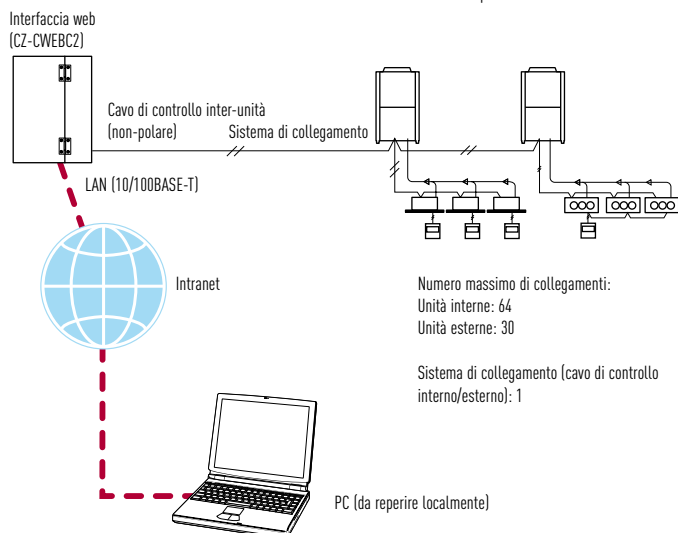 Interfaccia web
(CZ-CWEBC2)
Cavo di controllo inter-unità
(non-polare)
Sistema di collegamento
LAN (10/100BASE-T)
Intranet
Numero massimo di collegamenti:
Unità interne: 64
Unità esterne: 30
Sistema di collegamento (cavo di controllo
interno/esterno): 1
PC (da reperire localmente)